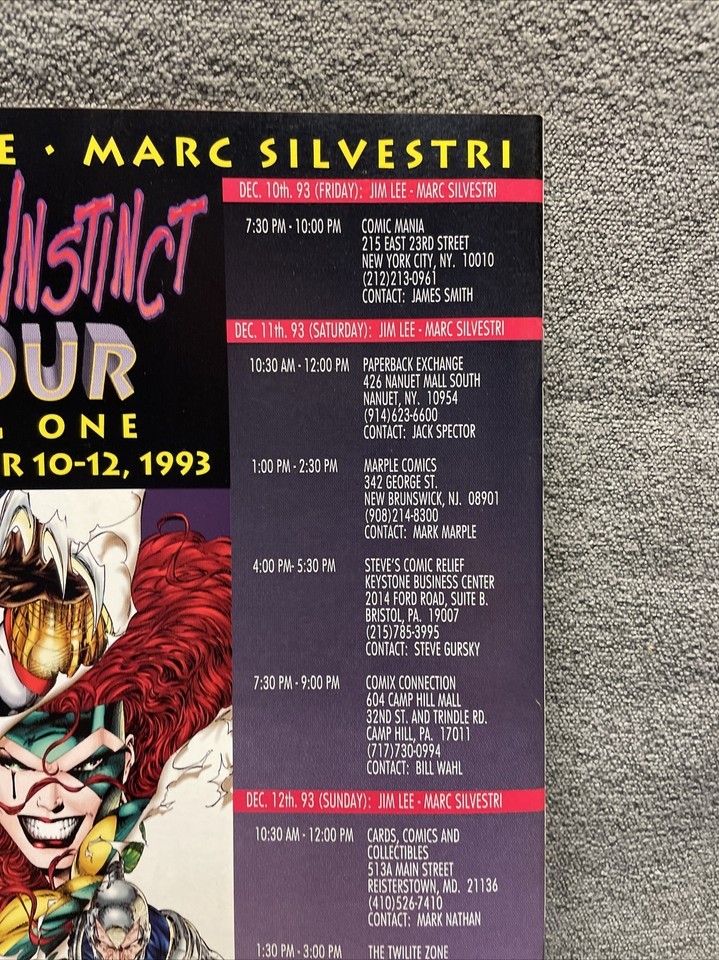 E · MARC SILVESTRI
INSTINCT
OUR
ONE
R 10-12, 1993
DEC. 10th. 93 (FRIDAY): JIM LEE - MARC SILVESTRI
7:30 PM - 10:00 PM COMIC MANIA
215 EAST 23RD STREET
NEW YORK CITY, NY. 10010
(212)213-0961
CONTACT: JAMES SMITH
DEC. 11th. 93 (SATURDAY): JIM LEE - MARC SILVESTRI
10:30 AM - 12:00 PM PAPERBACK EXCHANGE
426 NANUET MALL SOUTH
NANUET, NY. 10954
(914)623-6600
CONTACT: JACK SPECTOR
1:00 PM - 2:30 PM MARPLE COMICS
342 GEORGE ST.
NEW BRUNSWICK, NJ. 08901
(908)214-8300
CONTACT: MARK MARPLE
4:00 PM- 5:30 PM STEVE'S COMIC RELIEF
KEYSTONE BUSINESS CENTER
2014 FORD ROAD, SUITE B.
BRISTOL, PA. 19007
(215)785-3995
CONTACT: STEVE GURSKY
7:30 PM - 9:00 PM COMIX CONNECTION
604 CAMP HILL MALL
32ND ST. AND TRINDLE RD.
CAMP HILL, PA. 17011
(717)730-0994
CONTACT: BILL WAHL
DEC. 12th. 93 (SUNDAY): JIM LEE - MARC SILVESTRI
10:30 AM - 12:00 PM CARDS, COMICS AND
COLLECTIBLES
513A MAIN STREET
REISTERSTOWN, MD. 21136
(410)526-7410
CONTACT: MARK NATHAN
1:30 PM - 3:00 PM THE TWILITE ZONE